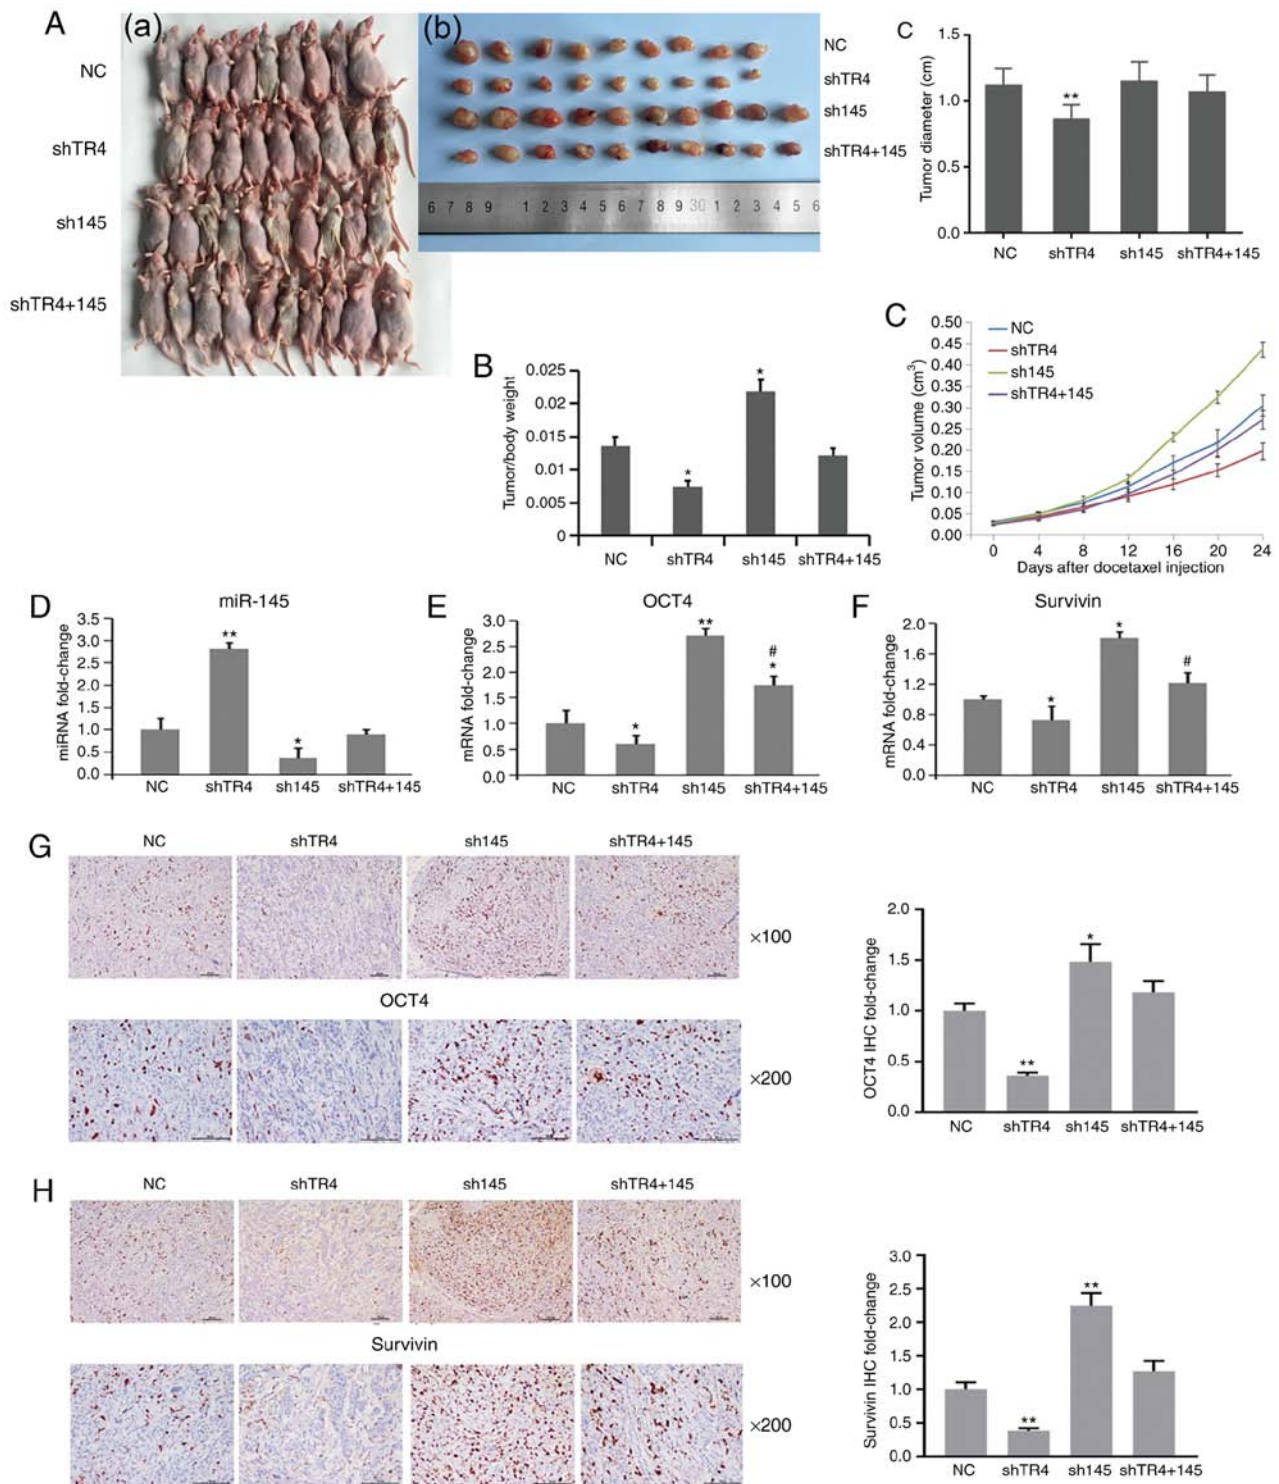 A
(a)
NC
shTR4
sh145
shTR4+145
(b)
NC
shTR4
sh145
shTR4+145
6 7 8 9 1 2 3 4 5 6 7 8 9 30 1 2 3 4 5 6
C
Tumor diameter (cm)
1.5
1.0
0.5
0.0
NC shTR4 sh145 shTR4+145
**
B
Tumor/body weight
0.025
0.02
0.015
0.01
0.005
0
NC shTR4 sh145 shTR4+145
*
*
C
Tumor volume (cm³)
0.50
0.45
0.40
0.35
0.30
0.25
0.20
0.15
0.10
0.05
0.00
NC
shTR4
sh145
shTR4+145
0 4 8 12 16 20 24
Days after docetaxel injection
D
miR-145
miRNA fold-change
3.5
3.0
2.5
2.0
1.5
1.0
0.5
0.0
**
*
NC shTR4 sh145 shTR4+145
E
OCT4
mRNA fold-change
3.0
2.5
2.0
1.5
1.0
0.5
0.0
*
**
#
*
NC shTR4 sh145 shTR4+145
F
Survivin
mRNA fold-change
2.0
1.6
1.2
0.8
0.4
0.0
*
*
#
NC shTR4 sh145 shTR4+145
G
NC shTR4 sh145 shTR4+145
×100
OCT4
×200
OCT4 IHC fold-change
2.0
1.5
1.0
0.5
0.0
**
*
NC shTR4 sh145 shTR4+145
H
NC shTR4 sh145 shTR4+145
×100
Survivin
×200
Survivin IHC fold-change
3.0
2.5
2.0
1.5
1.0
0.5
0.0
**
**
NC shTR4 sh145 shTR4+145